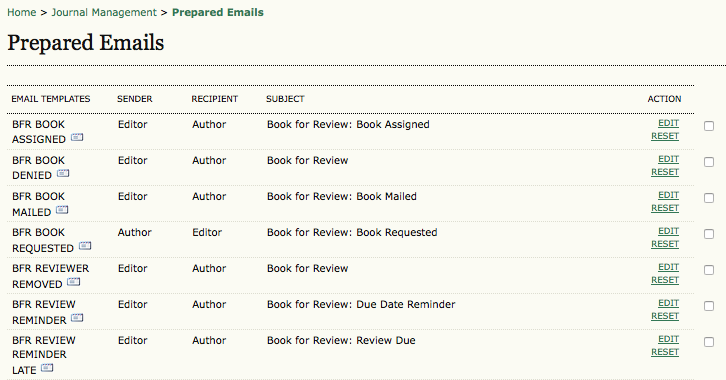 Home > Journal Management > Prepared Emails
Prepared Emails
EMAIL TEMPLATES SENDER RECIPIENT SUBJECT ACTION
BFR BOOK Editor Author Book for Review: Book Assigned EDIT
ASSIGNED RESET
BFR BOOK Editor Author Book for Review EDIT
DENIED RESET
BFR BOOK Editor Author Book for Review: Book Mailed EDIT
MAILED RESET
BFR BOOK Author Editor Book for Review: Book Requested EDIT
REQUESTED RESET
BFR REVIEWER Editor Author Book for Review EDIT
REMOVED RESET
BFR REVIEW Editor Author Book for Review: Due Date Reminder EDIT
REMINDER RESET
BFR REVIEW Editor Author Book for Review: Review Due EDIT
REMINDER RESET
LATE